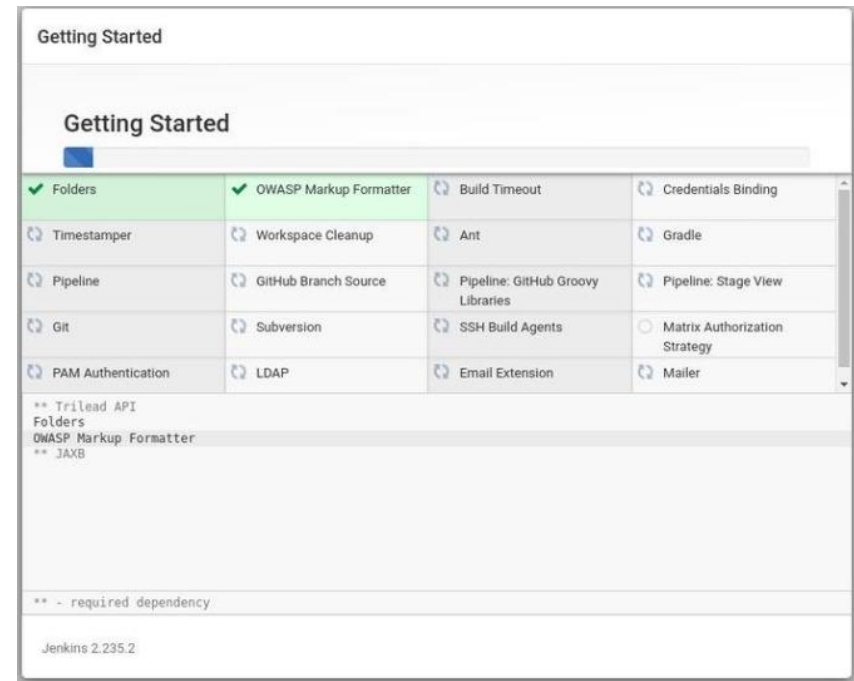 Getting Started
Getting Started
Folders
OWASP Markup Formatter
Build Timeout
Credentials Binding
Timestamper
Workspace Cleanup
Ant
Gradle
Pipeline
GitHub Branch Source
Pipeline: GitHub Groovy
Libraries
Pipeline: Stage View
Git
Subversion
SSH Build Agents
Matrix Authorization
Strategy
PAM Authentication
LDAP
Email Extension
Mailer
** Trilead API
Folders
OWASP Markup Formatter
** JAXB
** - required dependency
Jenkins 2.235.2